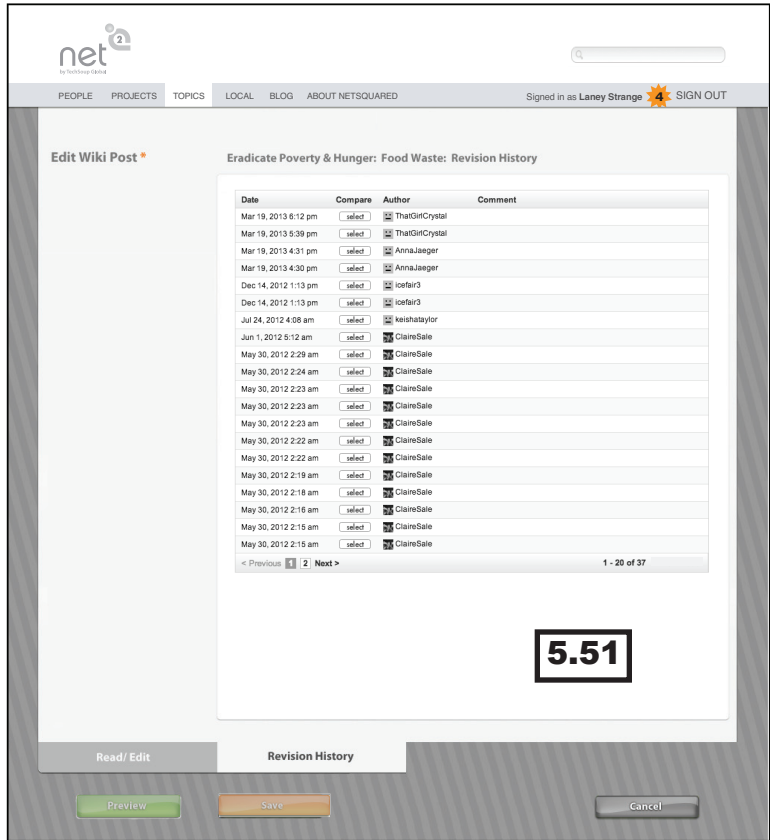 net 2
by TechSoup Global
PEOPLE PROJECTS TOPICS LOCAL BLOG ABOUT NETSQUARED Signed in as Laney Strange 4 SIGN OUT
Edit Wiki Post *
Eradicate Poverty & Hunger: Food Waste: Revision History
Date Compare Author Comment
Mar 19, 2013 6:12 pm select ThatGirlCrystal
Mar 19, 2013 5:39 pm select ThatGirlCrystal
Mar 19, 2013 4:31 pm select AnnaJaeger
Mar 19, 2013 4:30 pm select AnnaJaeger
Dec 14, 2012 1:13 pm select icefair3
Dec 14, 2012 1:13 pm select icefair3
Jul 24, 2012 4:08 am select keishataylor
Jun 1, 2012 5:12 am select ClaireSale
May 30, 2012 2:29 am select ClaireSale
May 30, 2012 2:24 am select ClaireSale
May 30, 2012 2:23 am select ClaireSale
May 30, 2012 2:23 am select ClaireSale
May 30, 2012 2:23 am select ClaireSale
May 30, 2012 2:22 am select ClaireSale
May 30, 2012 2:22 am select ClaireSale
May 30, 2012 2:19 am select ClaireSale
May 30, 2012 2:18 am select ClaireSale
May 30, 2012 2:16 am select ClaireSale
May 30, 2012 2:15 am select ClaireSale
May 30, 2012 2:15 am select ClaireSale
< Previous 1 2 Next > 1 - 20 of 37
5.51
Read/ Edit Revision History
Preview Save Cancel